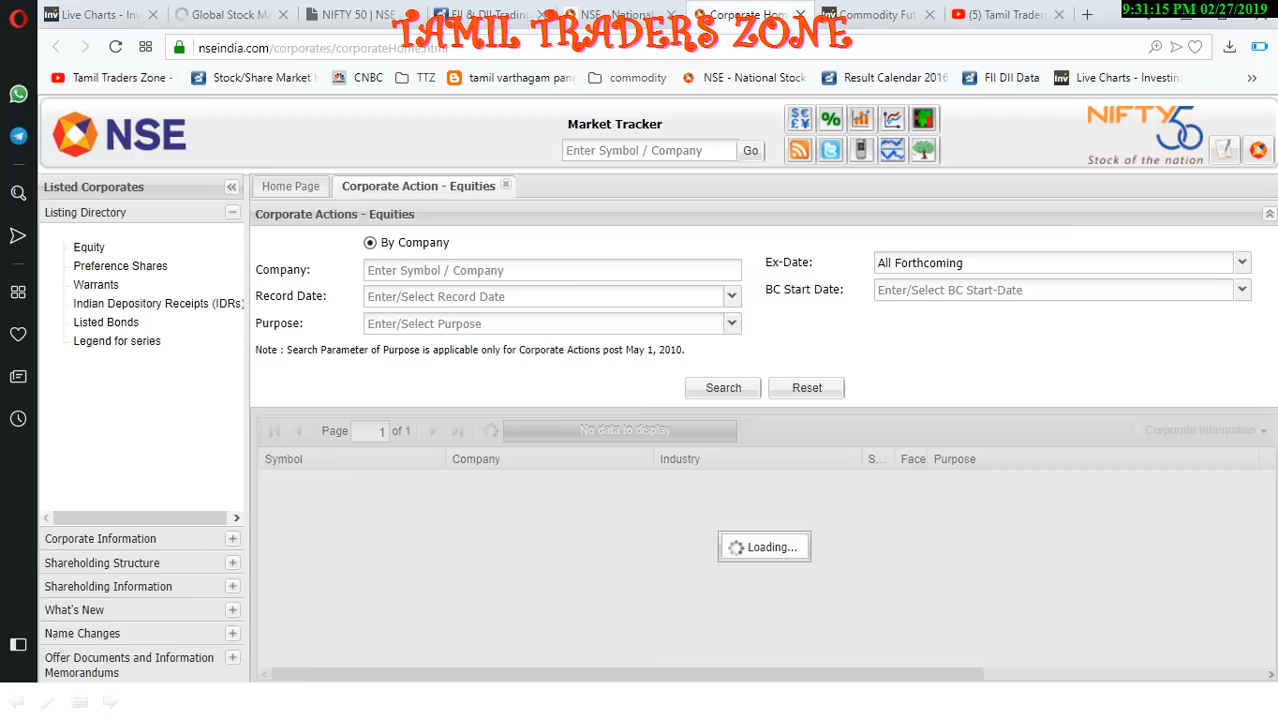 Live Charts - Inv
Global Stock Ma
NIFTY 50 | NSE
FII & DII-Trading
NSE - National
Corporate Hom
Commodity Fut
(5) Tamil Trader
9:31:15 PM 02/27/2019
TAMIL TRADERS ZONE
nseindia.com/corporates/corporateHome.html
Tamil Traders Zone -
Stock/Share Market
CNBC
TTZ
tamil varthagam pan
commodity
NSE - National Stock
Result Calendar 2016
FII DII Data
Live Charts - Investin
NSE
Market Tracker
Enter Symbol / Company
Go
NIFTY 50
Stock of the nation
Listed Corporates
Home Page
Corporate Action - Equities
Listing Directory
Corporate Actions - Equities
Equity
Preference Shares
Warrants
Indian Depository Receipts (IDRs)
Listed Bonds
Legend for series
By Company
Company:
Enter Symbol / Company
Ex-Date:
All Forthcoming
Record Date:
Enter/Select Record Date
BC Start Date:
Enter/Select BC Start-Date
Purpose:
Enter/Select Purpose
Note : Search Parameter of Purpose is applicable only for Corporate Actions post May 1, 2010.
Search
Reset
Page 1 of 1
No data to display
Corporate Information
Symbol
Company
Industry
S...
Face
Purpose
Loading...
Corporate Information
Shareholding Structure
Shareholding Information
What's New
Name Changes
Offer Documents and Information
Memorandums